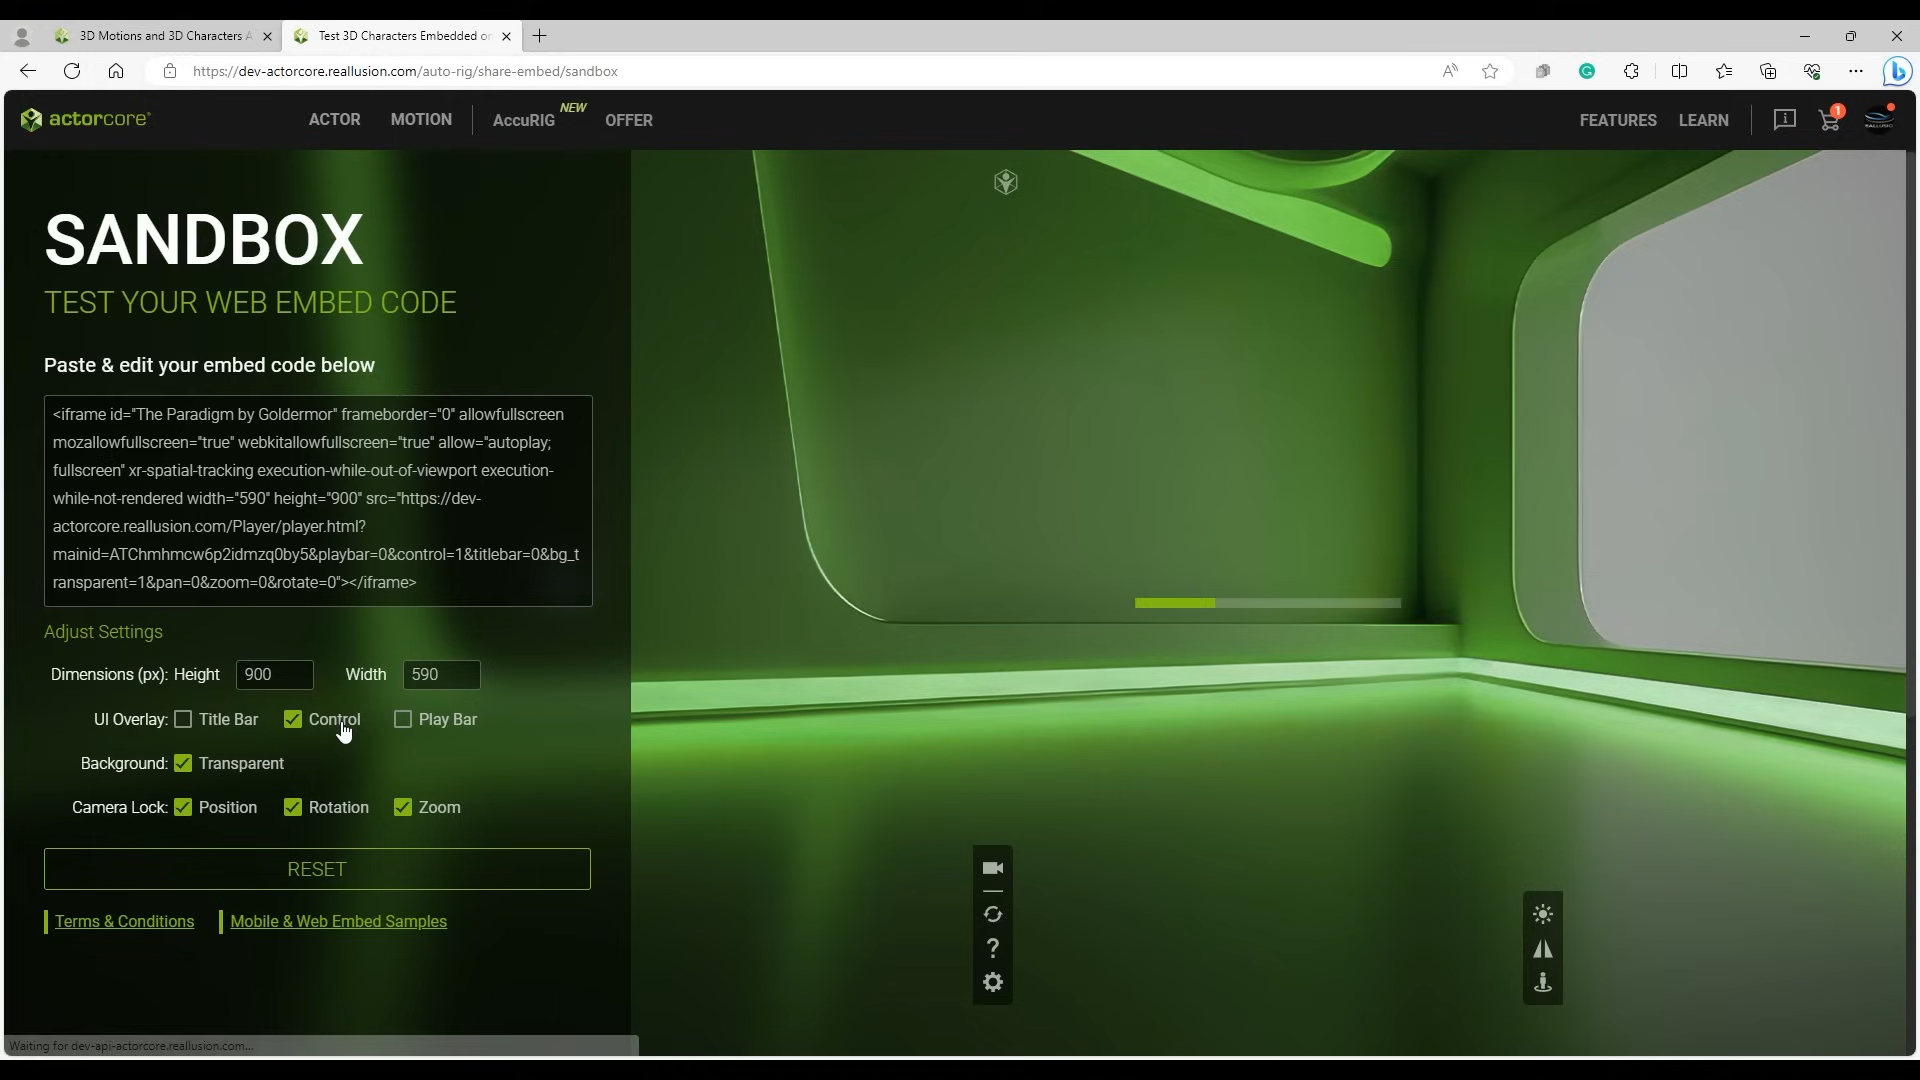 3D Motions and 3D Characters A
Test 3D Characters Embedded on
https://dev-actorcore.reallusion.com/auto-rig/share-embed/sandbox
actorcore
ACTOR
MOTION
AccuRIG
NEW
OFFER
FEATURES
LEARN
1
SANDBOX
TEST YOUR WEB EMBED CODE
Paste & edit your embed code below
<iframe id="The Paradigm by Goldermor" frameborder="0" allowfullscreen
mozallowfullscreen="true" webkitallowfullscreen="true" allow="autoplay;
fullscreen" xr-spatial-tracking execution-while-out-of-viewport execution-
while-not-rendered width="590" height="900" src="https://dev-
actorcore.reallusion.com/Player/player.html?
mainid=ATChmhmcw6p2idmzq0by5&playbar=0&control=1&titlebar=0&bg_t
ransparent=1&pan=0&zoom=0&rotate=0"></iframe>
Adjust Settings
Dimensions (px): Height 900 Width 590
UI Overlay: Title Bar Control Play Bar
Background: Transparent
Camera Lock: Position Rotation Zoom
RESET
Terms & Conditions
Mobile & Web Embed Samples
Waiting for dev-api-actorcore.reallusion.com...